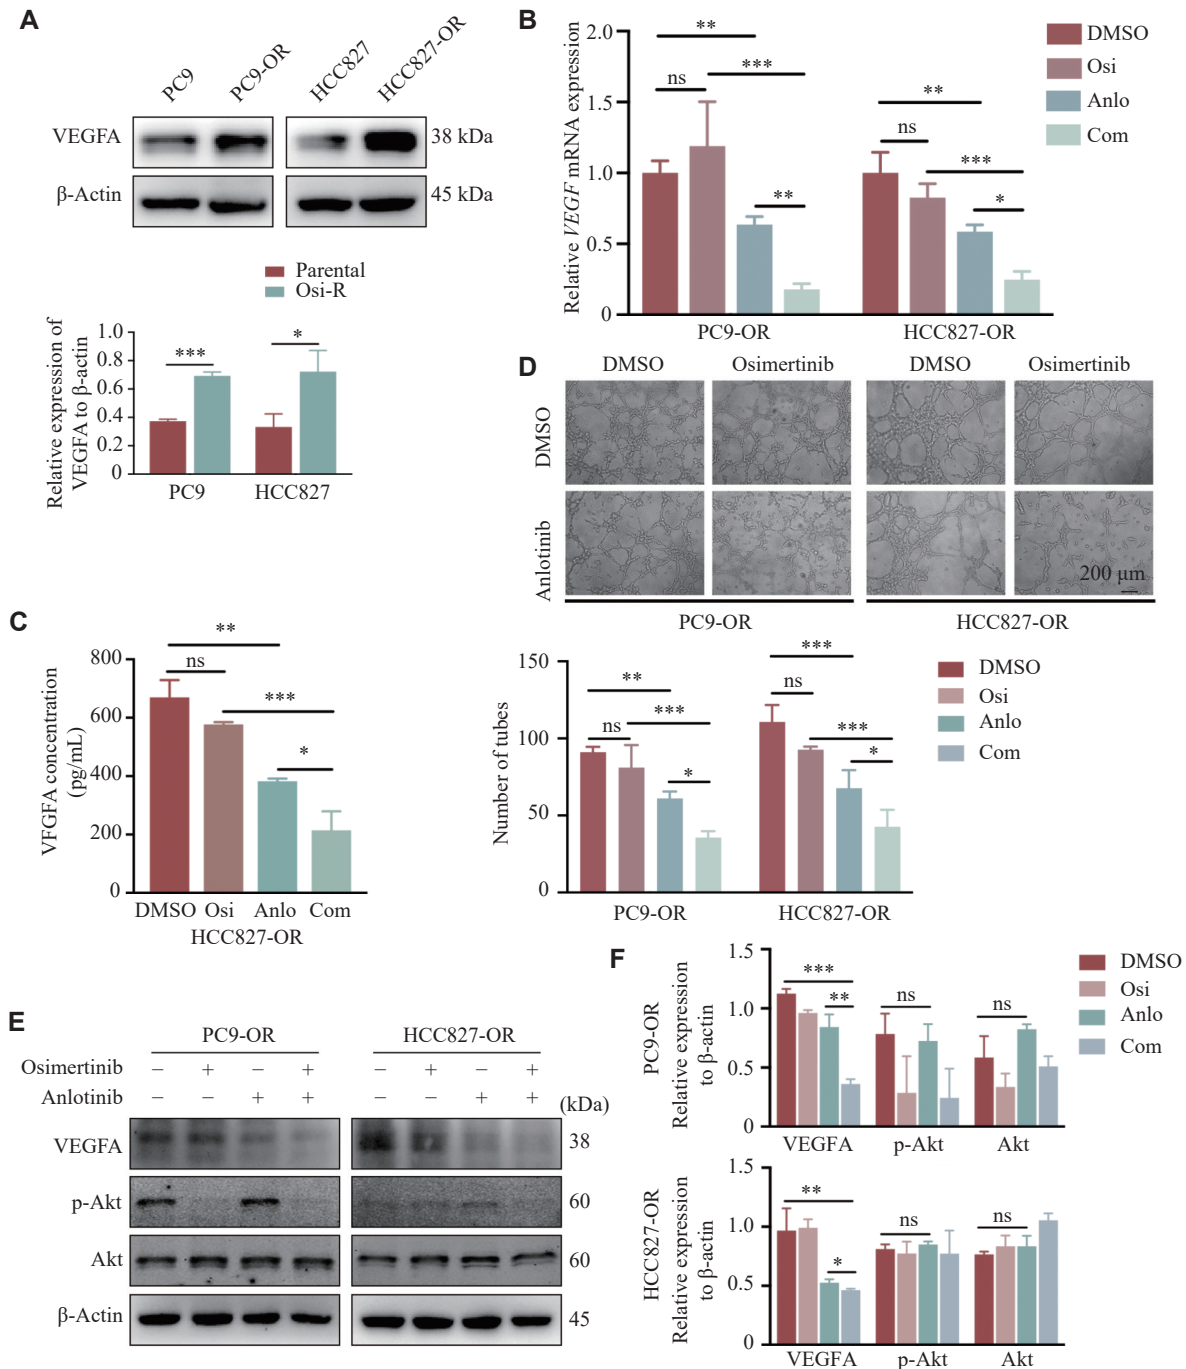 A
PC9
PC9-OR
HCC827
HCC827-OR
VEGFA
38 kDa
β-Actin
45 kDa
Parental
Osi-R
Relative expression of
VEGFA to β-actin
1.0
0.8
0.6
0.4
0.2
0
***
*
PC9
HCC827
B
Relative VEGF mRNA expression
2.0
1.5
1.0
0.5
0
**
ns
***
**
**
ns
***
*
PC9-OR
HCC827-OR
DMSO
Osi
Anlo
Com
C
VFGFA concentration
(pg/mL)
800
600
400
200
0
**
ns
***
*
DMSO Osi Anlo Com
HCC827-OR
D
DMSO Osimertinib DMSO Osimertinib
DMSO
Anlotinib
200 μm
PC9-OR
HCC827-OR
Number of tubes
150
100
50
0
**
ns
***
*
***
ns
***
*
PC9-OR
HCC827-OR
DMSO
Osi
Anlo
Com
E
PC9-OR
HCC827-OR
Osimertinib − + − + − + − +
Anlotinib − − + + − − + +
(kDa)
VEGFA
38
p-Akt
60
Akt
60
β-Actin
45
F
PC9-OR
Relative expression
to β-actin
1.5
1.0
0.5
0
***
**
ns
ns
VEGFA p-Akt Akt
DMSO
Osi
Anlo
Com
HCC827-OR
Relative expression
to β-actin
1.5
1.0
0.5
0
**
*
ns
ns
VEGFA p-Akt Akt